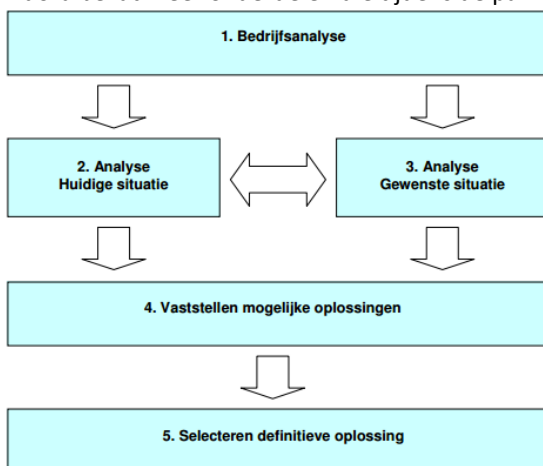 1. Bedrijfsanalyse
2. Analyse
Huidige situatie
3. Analyse
Gewenste situatie
4. Vaststellen mogelijke oplossingen
5. Selecteren definitieve oplossing